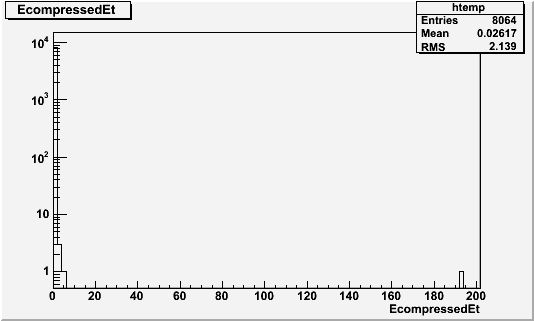 EcompressedEt
htemp
Entries 8064
Mean 0.02617
RMS 2.139
10^4
10^3
10^2
10
1
0 20 40 60 80 100 120 140 160 180 200
EcompressedEt